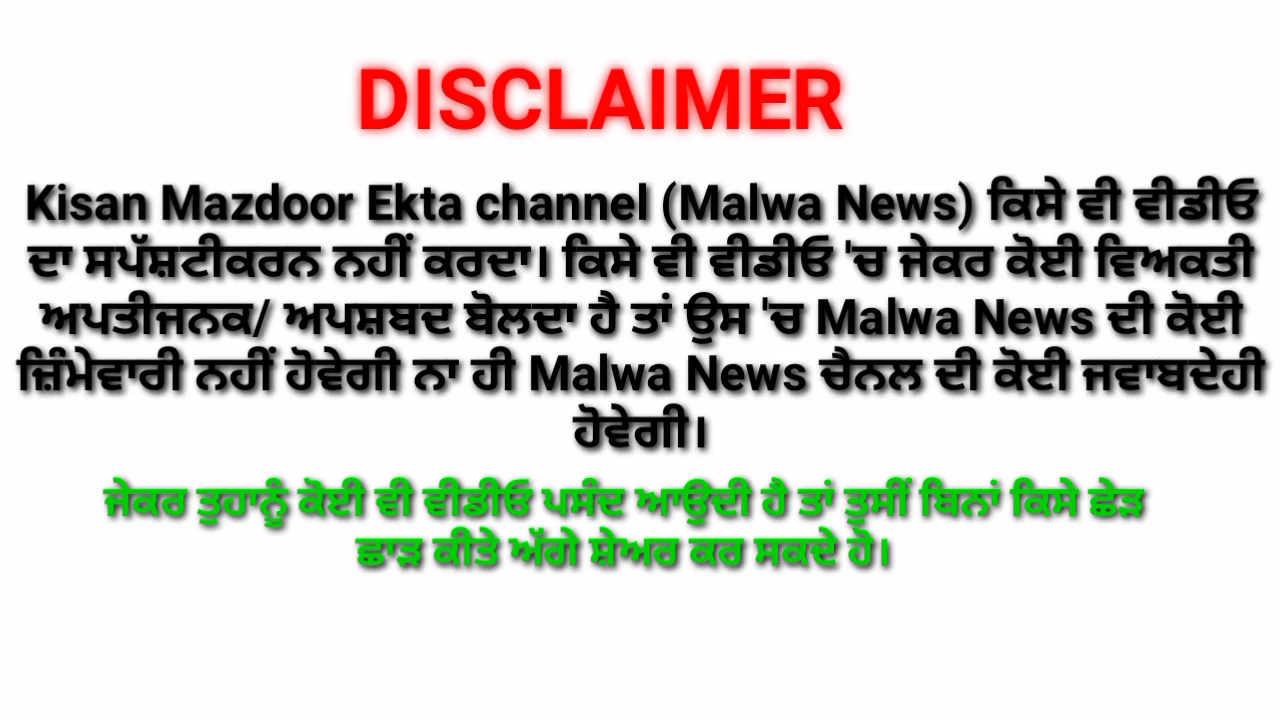 DISCLAIMER
Kisan Mazdoor Ekta channel (Malwa News) ਕਿਸੇ ਵੀ ਵੀਡੀਓ
ਦਾ ਸਪੱਸ਼ਟੀਕਰਨ ਨਹੀਂ ਕਰਦਾ। ਕਿਸੇ ਵੀ ਵੀਡੀਓ 'ਚ ਜੇਕਰ ਕੋਈ ਵਿਅਕਤੀ
ਅਪਤੀਜਨਕ/ ਅਪਸ਼ਬਦ ਬੋਲਦਾ ਹੈ ਤਾਂ ਉਸ 'ਚ Malwa News ਦੀ ਕੋਈ
ਜ਼ਿੰਮੇਵਾਰੀ ਨਹੀਂ ਹੋਵੇਗੀ ਨਾ ਹੀ Malwa News ਚੈਨਲ ਦੀ ਕੋਈ ਜਵਾਬਦੇਹੀ
ਹੋਵੇਗੀ।
ਜੇਕਰ ਤੁਹਾਨੂੰ ਕੋਈ ਵੀ ਵੀਡੀਓ ਪਸੰਦ ਆਉਦੀ ਹੈ ਤਾਂ ਤੁਸੀਂ ਬਿਨਾਂ ਕਿਸੇ ਛੇੜ
ਛਾੜ ਕੀਤੇ ਅੱਗੇ ਸ਼ੇਅਰ ਕਰ ਸਕਦੇ ਹੋ।